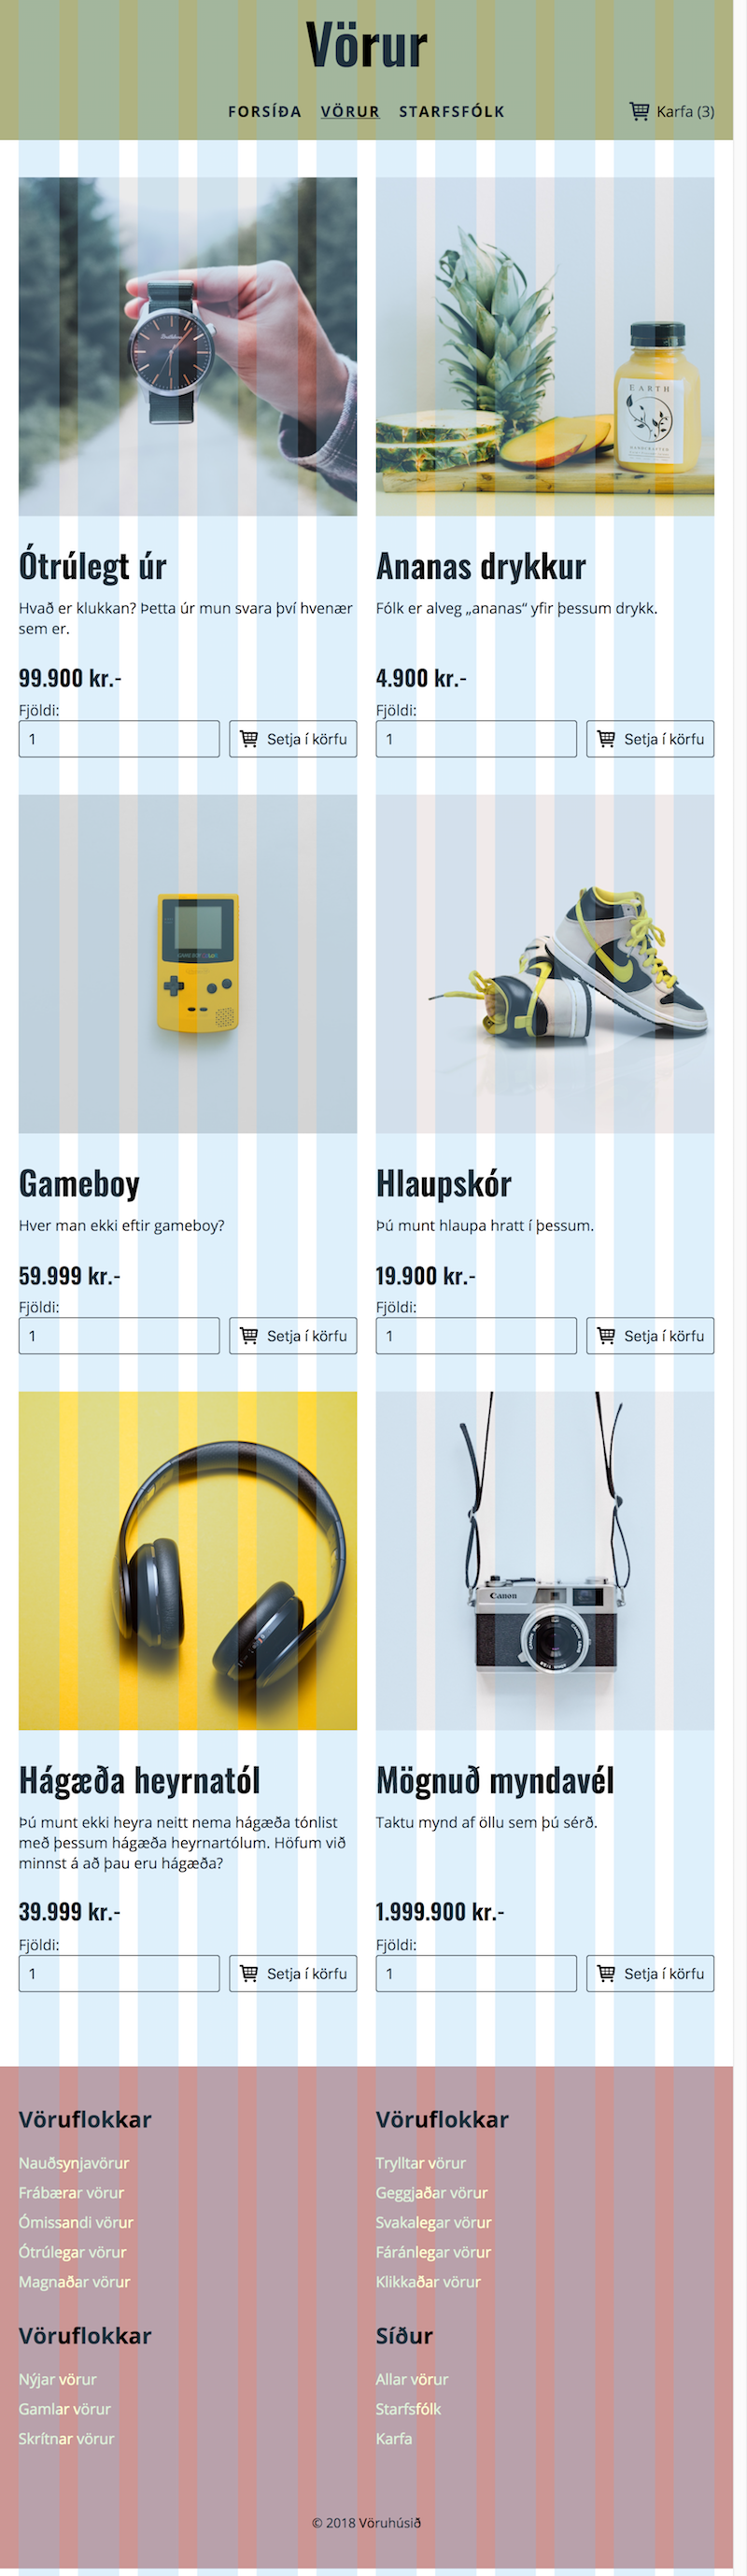 Vörur
FORSÍÐA VÖRUR STARFSFÓLK
Karfa (3)
EARTH
HANDCRAFTED
Ótrúlegt úr
Hvað er klukkan? Þetta úr mun svara því hvenær
sem er.
99.900 kr.-
Fjöldi:
1
Setja í körfu
Ananas drykkur
Fólk er alveg „ananas“ yfir þessum drykk.
4.900 kr.-
Fjöldi:
1
Setja í körfu
GAME BOY
Gameboy
Hver man ekki eftir gameboy?
59.999 kr.-
Fjöldi:
1
Setja í körfu
Hlaupskór
Þú munt hlaupa hratt í þessum.
19.900 kr.-
Fjöldi:
1
Setja í körfu
Hágæða heyrnatól
Þú munt ekki heyra neitt nema hágæða tónlist
með þessum hágæða heyrnartólum. Höfum við
minnst á að þau eru hágæða?
39.999 kr.-
Fjöldi:
1
Setja í körfu
Canon
Mögnuð myndavél
Taktu mynd af öllu sem þú sérð.
1.999.900 kr.-
Fjöldi:
1
Setja í körfu
Vöruflokkar
Nauðsynjavörur
Frábærar vörur
Ómissandi vörur
Ótrúlegar vörur
Magnaðar vörur
Vöruflokkar
Trylltar vörur
Geggjaðar vörur
Svakalegar vörur
Fáránlegar vörur
Klikkaðar vörur
Vöruflokkar
Nýjar vörur
Gamlar vörur
Skrítnar vörur
Síður
Allar vörur
Starfsfólk
Karfa
© 2018 Vöruhúsið